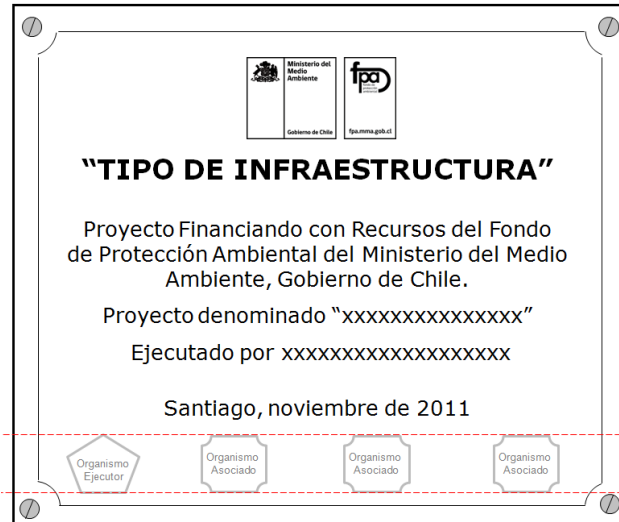 Ministerio del
Medio
Ambiente
Gobierno de Chile
fpa
fpa.mma.gob.cl
“TIPO DE INFRAESTRUCTURA”
Proyecto Financiando con Recursos del Fondo
de Protección Ambiental del Ministerio del Medio
Ambiente, Gobierno de Chile.
Proyecto denominado “xxxxxxxxxxxxxxx”
Ejecutado por xxxxxxxxxxxxxxxxxxx
Santiago, noviembre de 2011
Organismo
Ejecutor
Organismo
Asociado
Organismo
Asociado
Organismo
Asociado